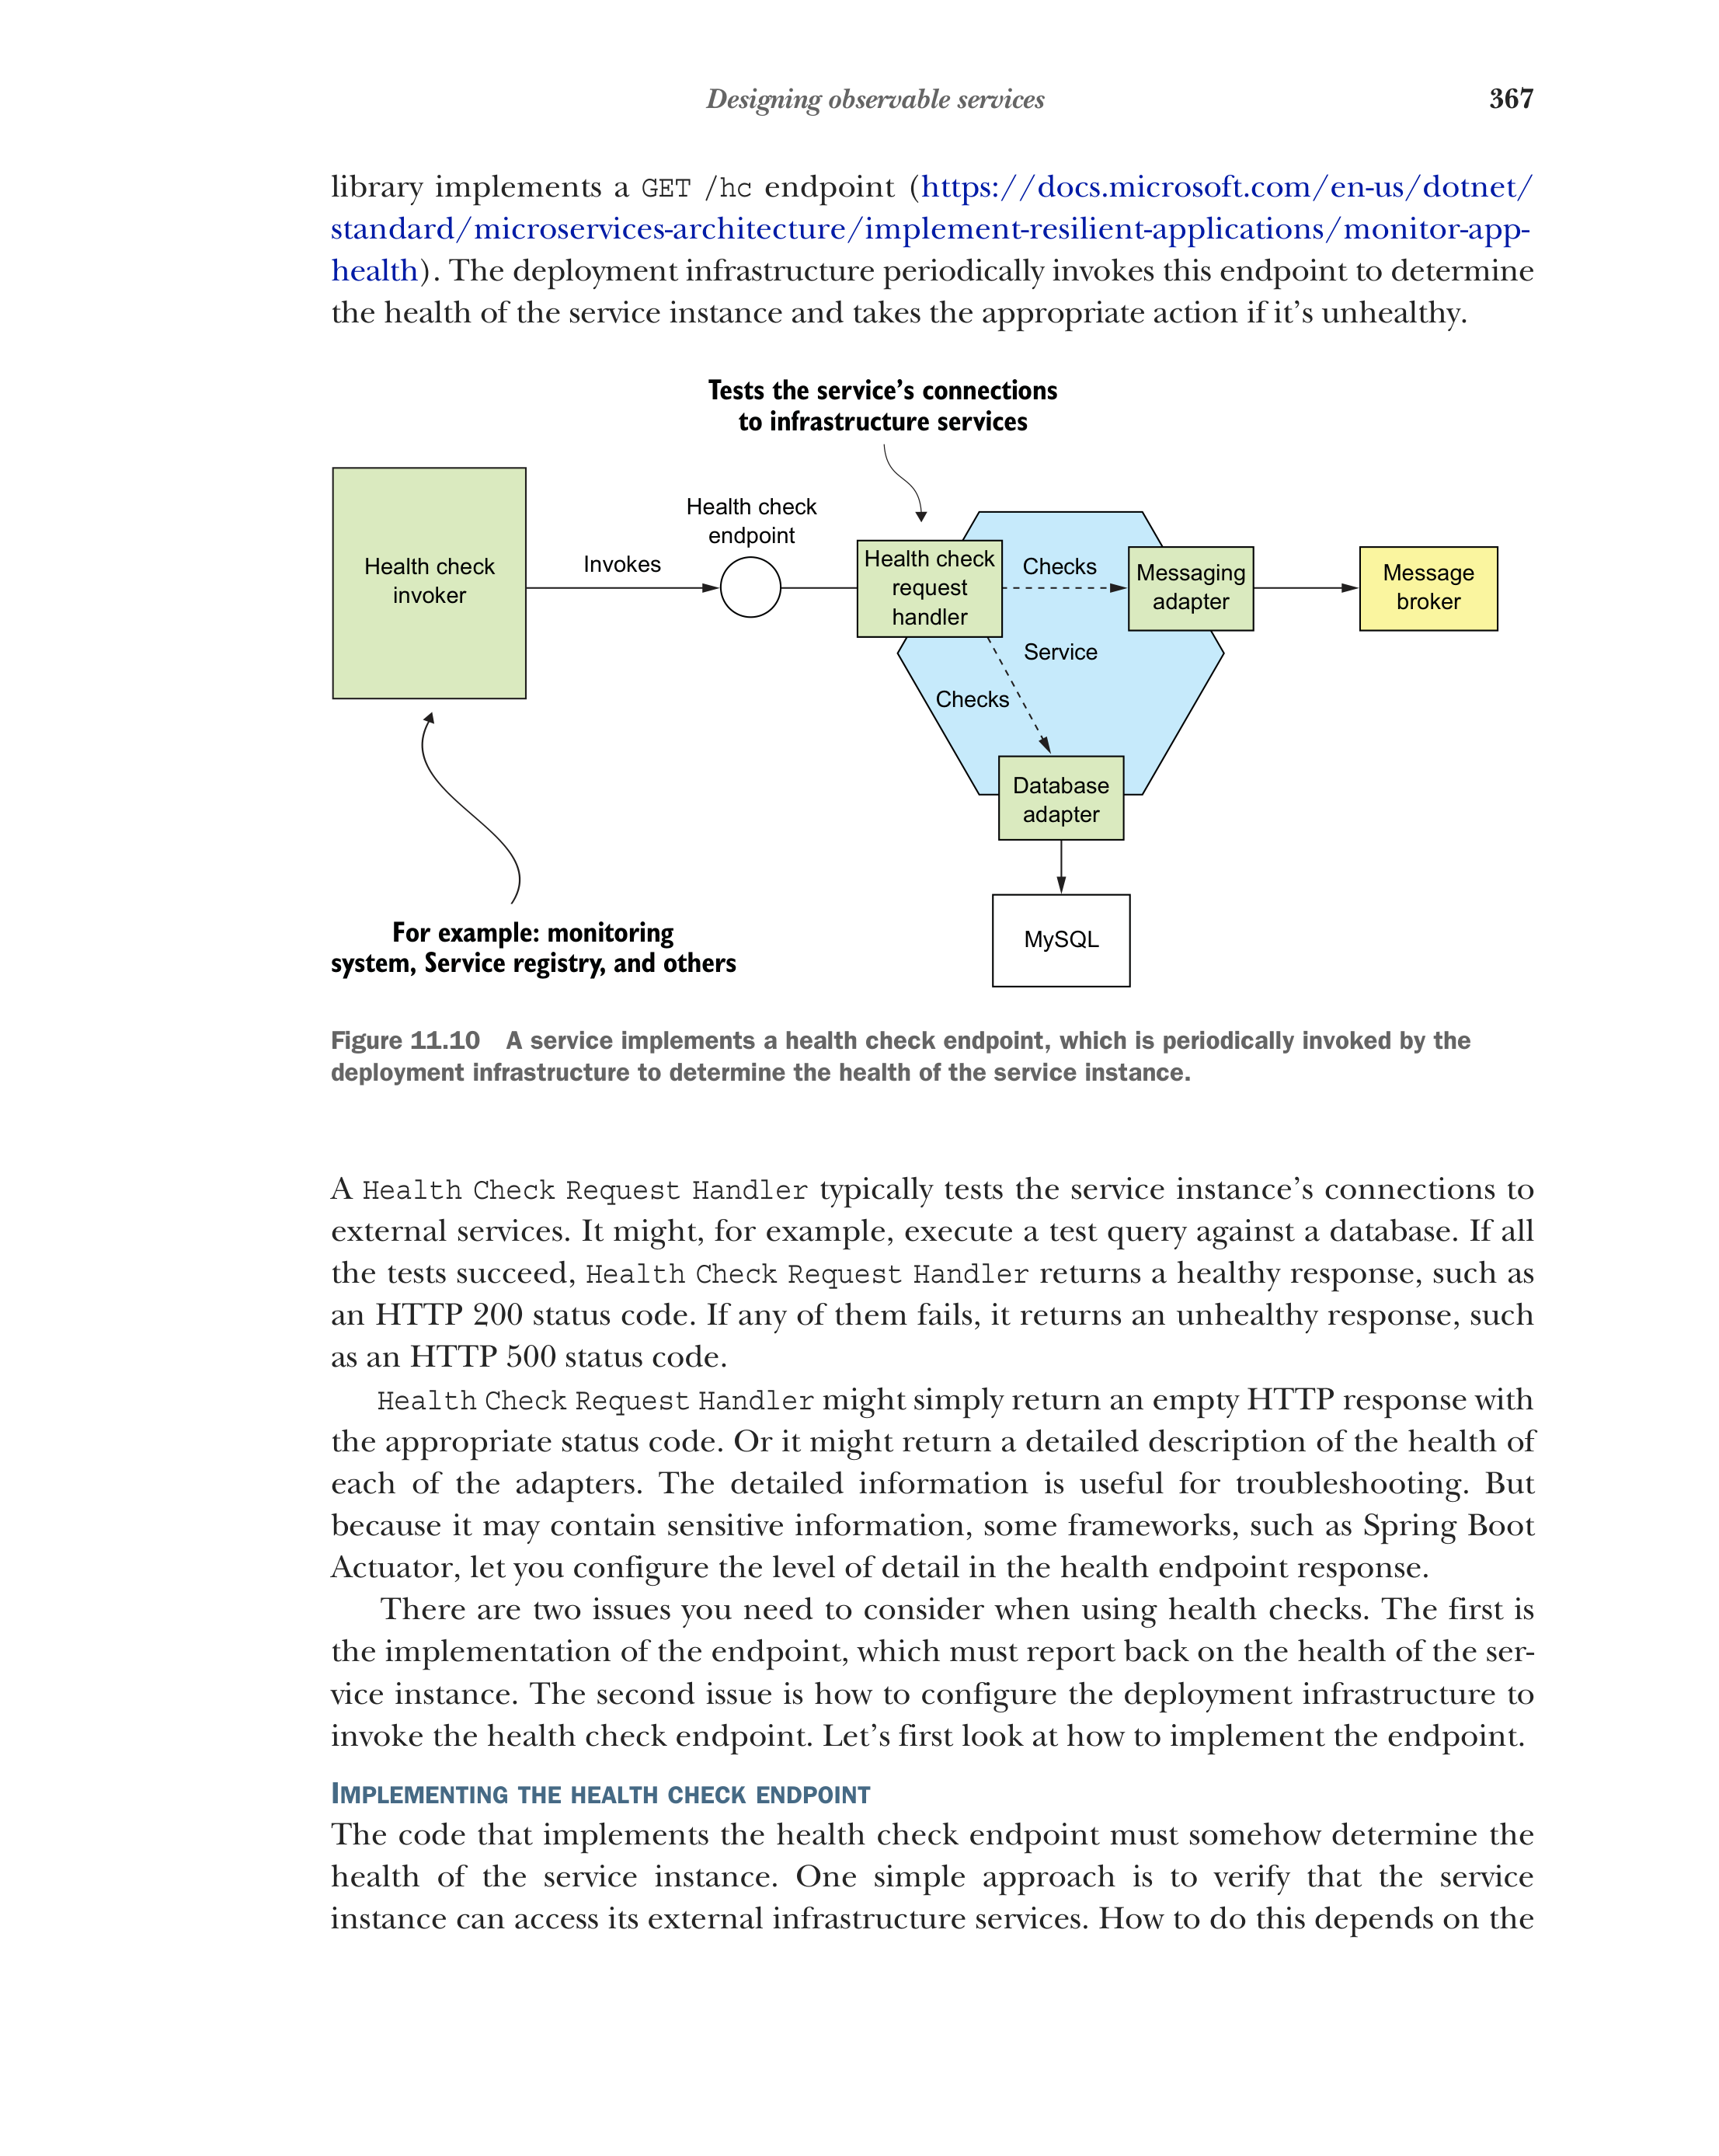 Designing observable services
367
library implements a GET /hc endpoint (https://docs.microsoft.com/en-us/dotnet/
standard/microservices-architecture/implement-resilient-applications/monitor-app-
health). The deployment infrastructure periodically invokes this endpoint to determine
the health of the service instance and takes the appropriate action if it’s unhealthy.
Tests the service’s connections
to infrastructure services
Health check
invoker
Invokes
Health check
endpoint
Health check
request
handler
Checks
Messaging
adapter
Message
broker
Service
Checks
Database
adapter
MySQL
For example: monitoring
system, Service registry, and others
Figure 11.10 A service implements a health check endpoint, which is periodically invoked by the
deployment infrastructure to determine the health of the service instance.
A Health Check Request Handler typically tests the service instance’s connections to
external services. It might, for example, execute a test query against a database. If all
the tests succeed, Health Check Request Handler returns a healthy response, such as
an HTTP 200 status code. If any of them fails, it returns an unhealthy response, such
as an HTTP 500 status code.
Health Check Request Handler might simply return an empty HTTP response with
the appropriate status code. Or it might return a detailed description of the health of
each of the adapters. The detailed information is useful for troubleshooting. But
because it may contain sensitive information, some frameworks, such as Spring Boot
Actuator, let you configure the level of detail in the health endpoint response.
There are two issues you need to consider when using health checks. The first is
the implementation of the endpoint, which must report back on the health of the ser-
vice instance. The second issue is how to configure the deployment infrastructure to
invoke the health check endpoint. Let’s first look at how to implement the endpoint.
IMPLEMENTING THE HEALTH CHECK ENDPOINT
The code that implements the health check endpoint must somehow determine the
health of the service instance. One simple approach is to verify that the service
instance can access its external infrastructure services. How to do this depends on the